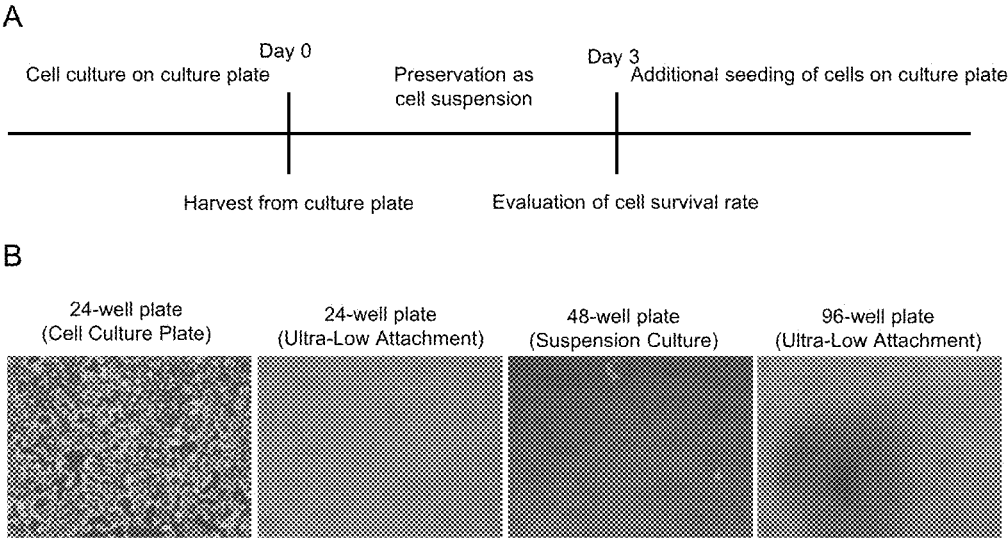 A
Day 0
Day 3
Cell culture on culture plate
Preservation as
cell suspension
Additional seeding of cells on culture plate
Harvest from culture plate
Evaluation of cell survival rate
B
24-well plate
(Cell Culture Plate)
24-well plate
(Ultra-Low Attachment)
48-well plate
(Suspension Culture)
96-well plate
(Ultra-Low Attachment)